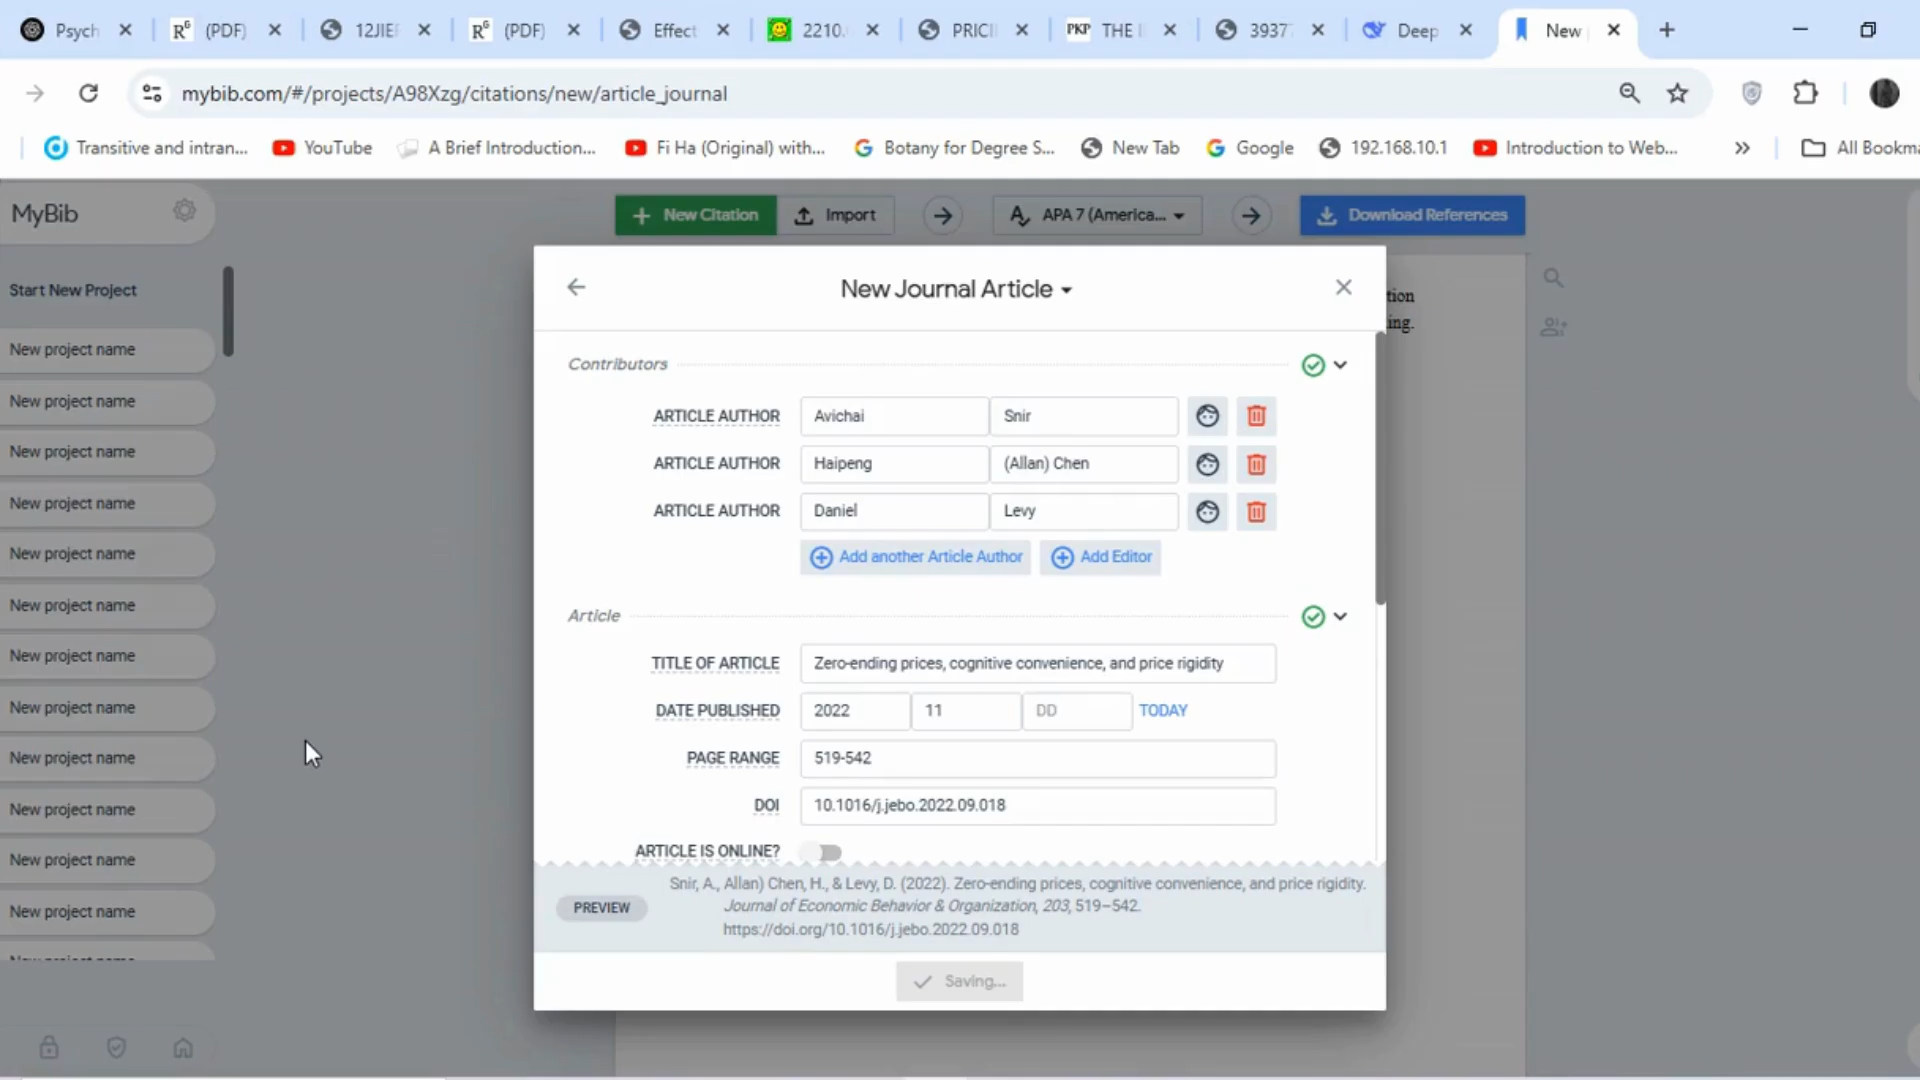 Psych
(PDF)
12JIEF
(PDF)
Effect
2210.
PRICI
PKP THE I
3937
Deep
New
mybib.com/#/projects/A98Xzg/citations/new/article_journal
Transitive and intran...
YouTube
A Brief Introduction...
Fi Ha (Original) with...
Botany for Degree S...
New Tab
Google
192.168.10.1
Introduction to Web...
All Bookma
MyBib
New Citation
Import
APA 7 (America...
Download References
Start New Project
New project name
New project name
New project name
New project name
New project name
New project name
New project name
New project name
New project name
New project name
New project name
New project name
New Journal Article
tion
ing.
Contributors
ARTICLE AUTHOR Avichai Snir
ARTICLE AUTHOR Haipeng (Allan) Chen
ARTICLE AUTHOR Daniel Levy
Add another Article Author Add Editor
Article
TITLE OF ARTICLE Zero-ending prices, cognitive convenience, and price rigidity
DATE PUBLISHED 2022 11 DD TODAY
PAGE RANGE 519-542
DOI 10.1016/j.jebo.2022.09.018
ARTICLE IS ONLINE?
PREVIEW
Snir, A., Allan) Chen, H., & Levy, D. (2022). Zero-ending prices, cognitive convenience, and price rigidity.
Journal of Economic Behavior & Organization, 203, 519–542.
https://doi.org/10.1016/j.jebo.2022.09.018
Saving...